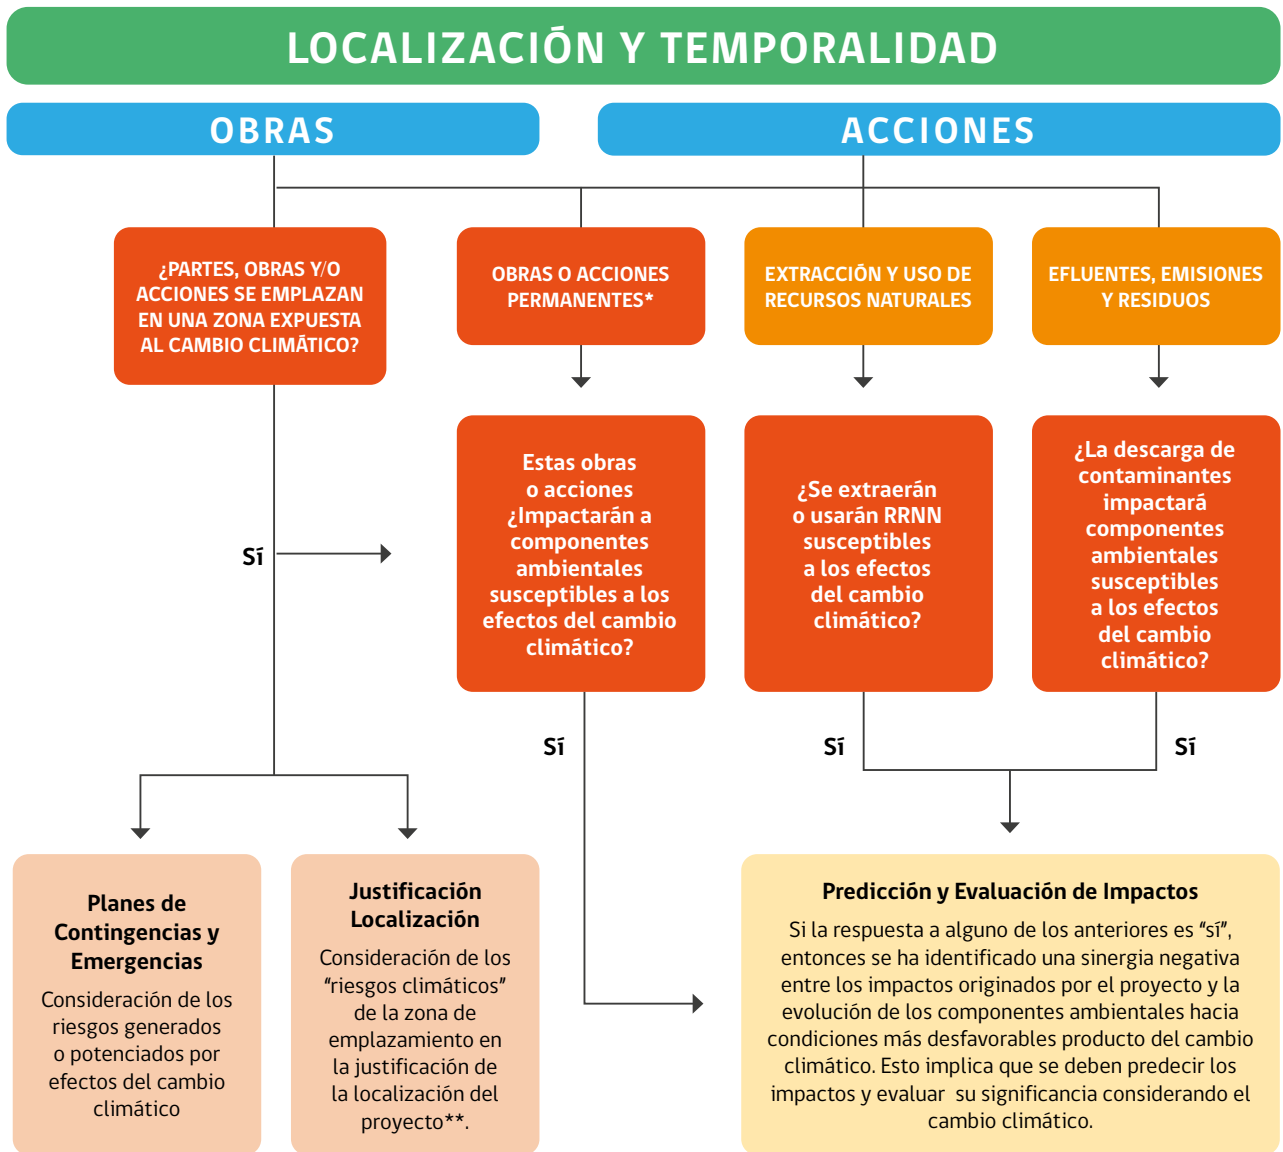 LOCALIZACIÓN Y TEMPORALIDAD
OBRAS
ACCIONES
¿PARTES, OBRAS Y/O
ACCIONES SE EMPLAZAN
EN UNA ZONA EXPUESTA
AL CAMBIO CLIMÁTICO?
OBRAS O ACCIONES
PERMANENTES*
EXTRACCIÓN Y USO DE
RECURSOS NATURALES
EFLUENTES, EMISIONES
Y RESIDUOS
Estas obras
o acciones
¿Impactarán a
componentes
ambientales
susceptibles a los
efectos del cambio
climático?
¿Se extraerán
o usarán RRNN
susceptibles
a los efectos
del cambio
climático?
¿La descarga de
contaminantes
impactará
componentes
ambientales
susceptibles
a los efectos
del cambio
climático?
Sí
Sí
Sí
Sí
Planes de
Contingencias y
Emergencias
Consideración de los
riesgos generados
o potenciados por
efectos del cambio
climático
Justificación
Localización
Consideración de los
"riesgos climáticos"
de la zona de
emplazamiento en
la justificación de
la localización del
proyecto**.
Predicción y Evaluación de Impactos
Si la respuesta a alguno de los anteriores es "sí",
entonces se ha identificado una sinergia negativa
entre los impactos originados por el proyecto y la
evolución de los componentes ambientales hacia
condiciones más desfavorables producto del cambio
climático. Esto implica que se deben predecir los
impactos y evaluar su significancia considerando el
cambio climático.